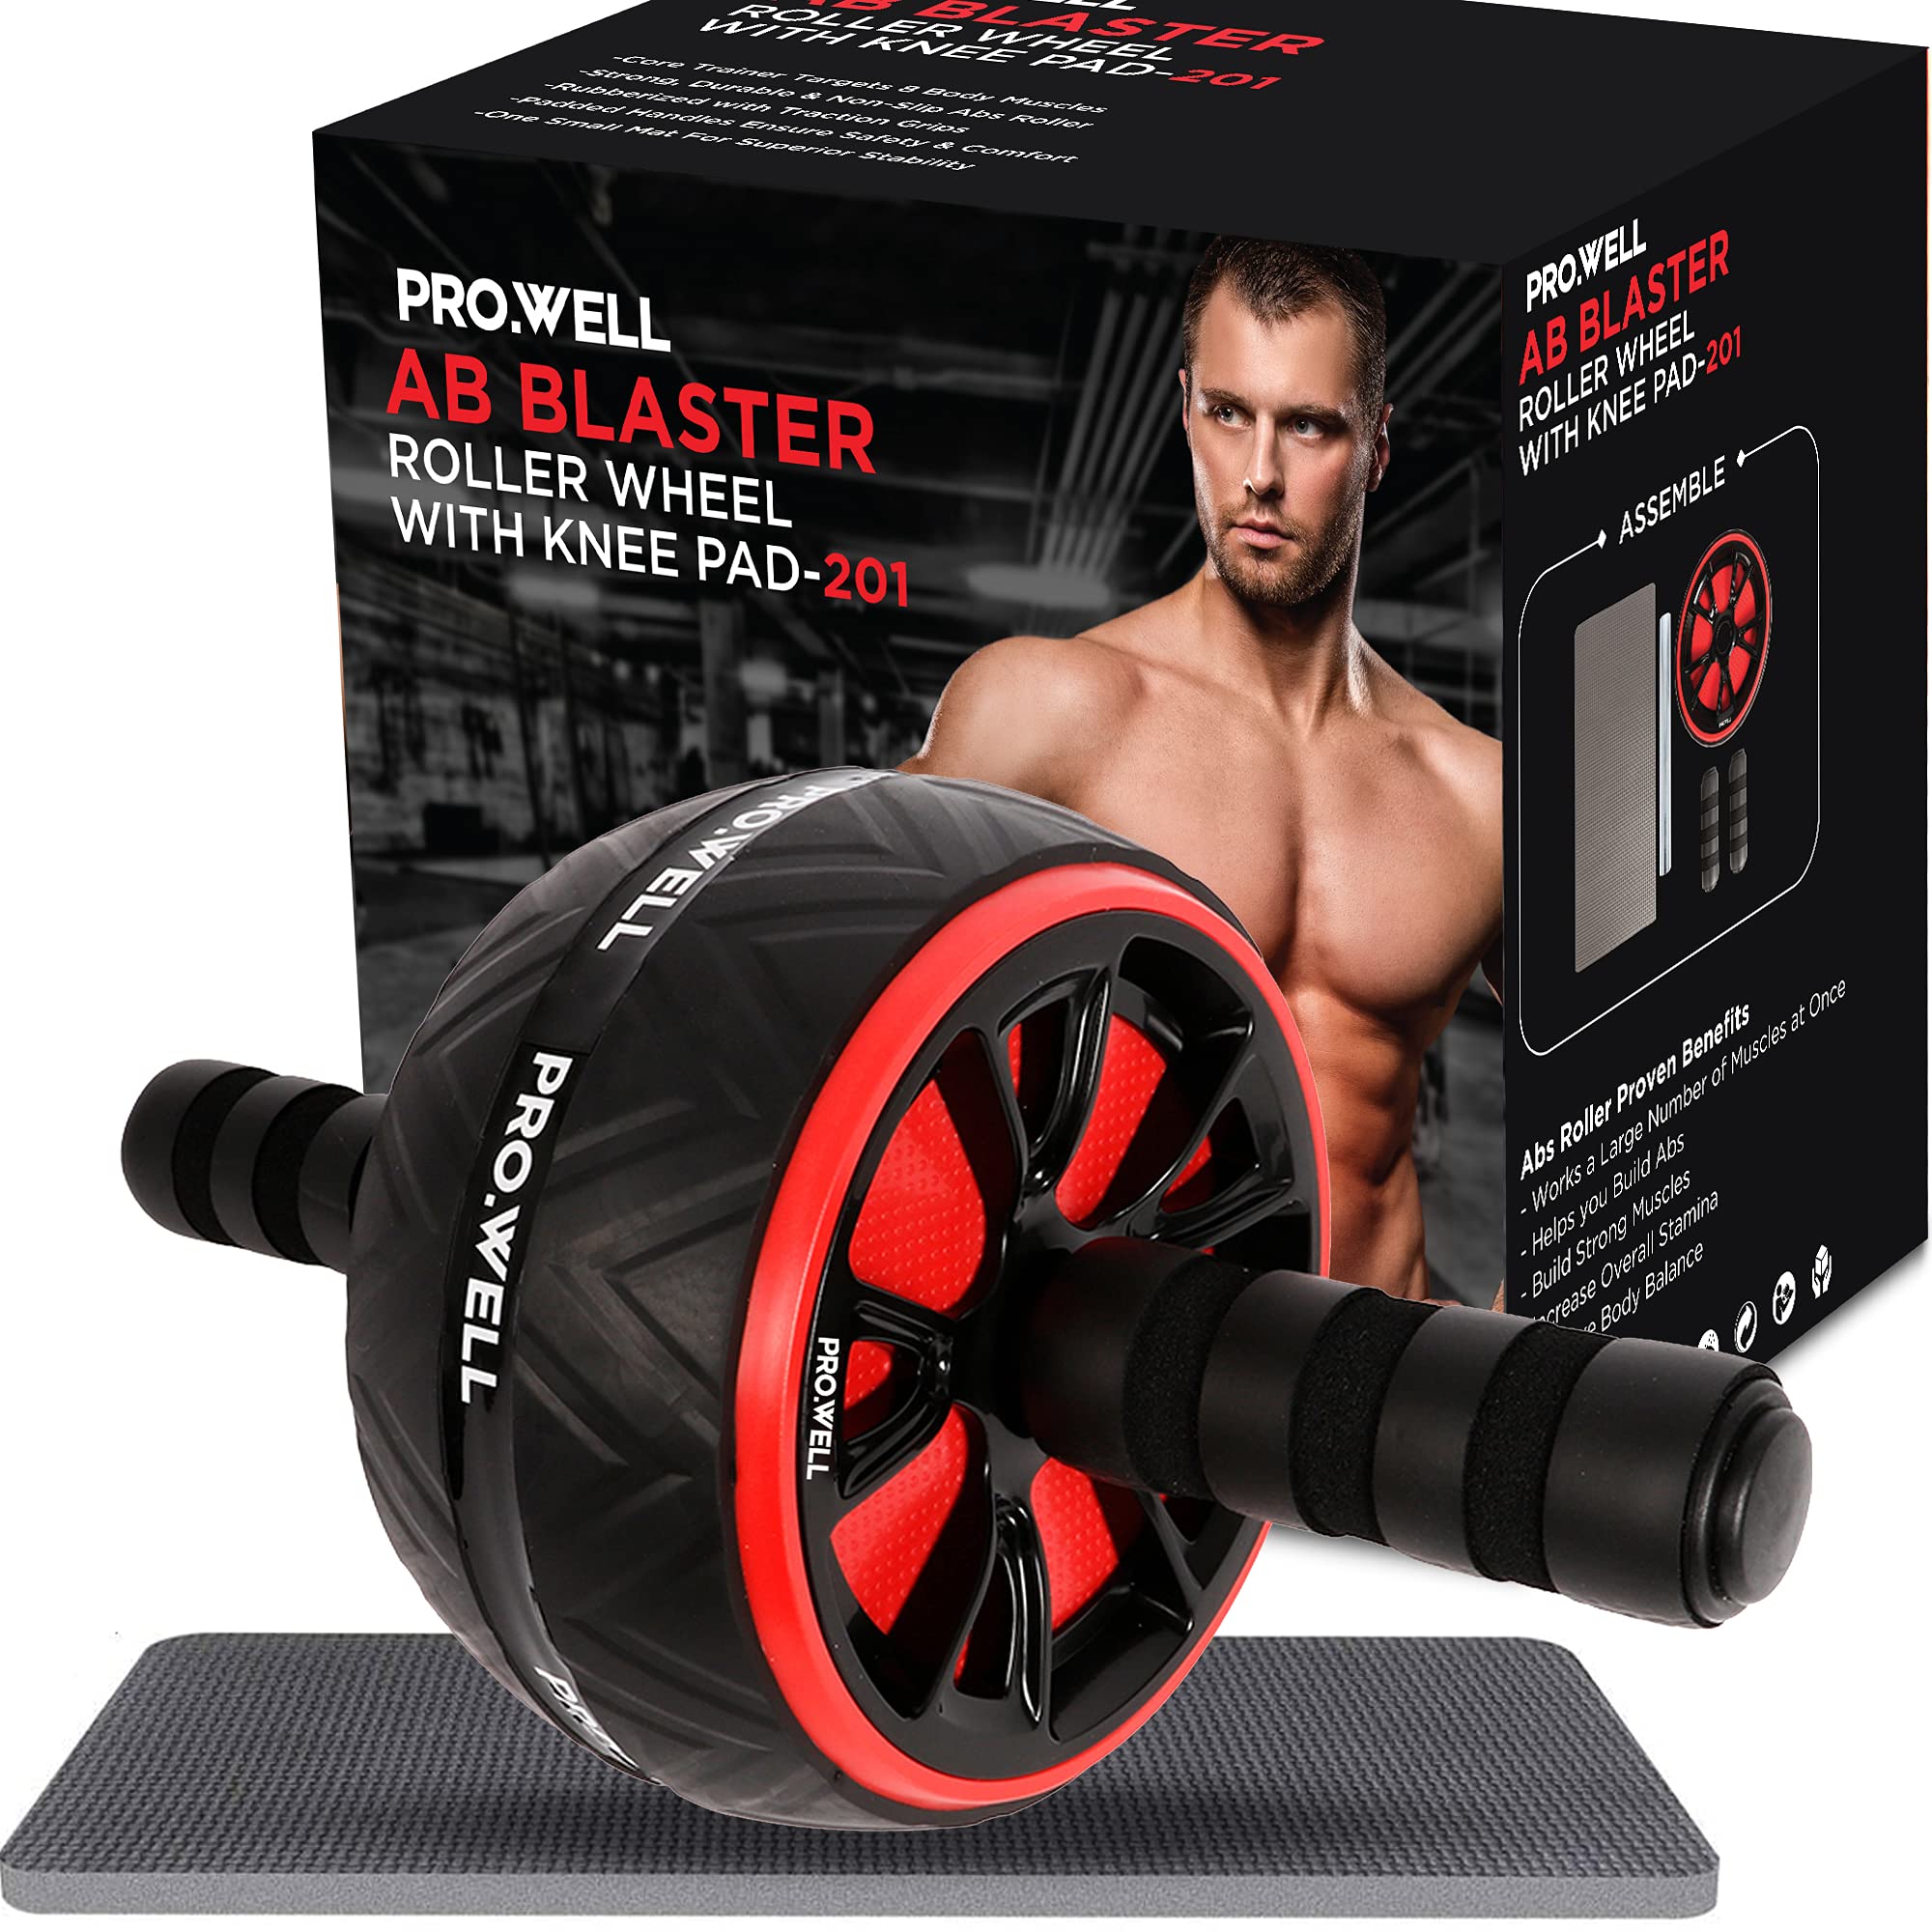 AB BLASTER
ROLLER WHEEL
WITH KNEE PAD-201
-Core Trainer Targets 8 Body Muscles
-Strong, Durable & Non-Slip Abs Roller
-Rubberized with Traction Grips
-Padded Handles Ensure Safety & Comfort
-One Small Mat For Superior Stability
PRO.WELL
AB BLASTER
ROLLER WHEEL
WITH KNEE PAD-201
PRO.WELL
AB BLASTER
ROLLER WHEEL
WITH KNEE PAD-201
ASSEMBLE
Abs Roller Proven Benefits
- Works a Large Number of Muscles at Once
- Helps you Build Abs
- Build Strong Muscles
Overall Stamina
Body Balance
PRO.WELL
PRO.WELL
PRO.WELL